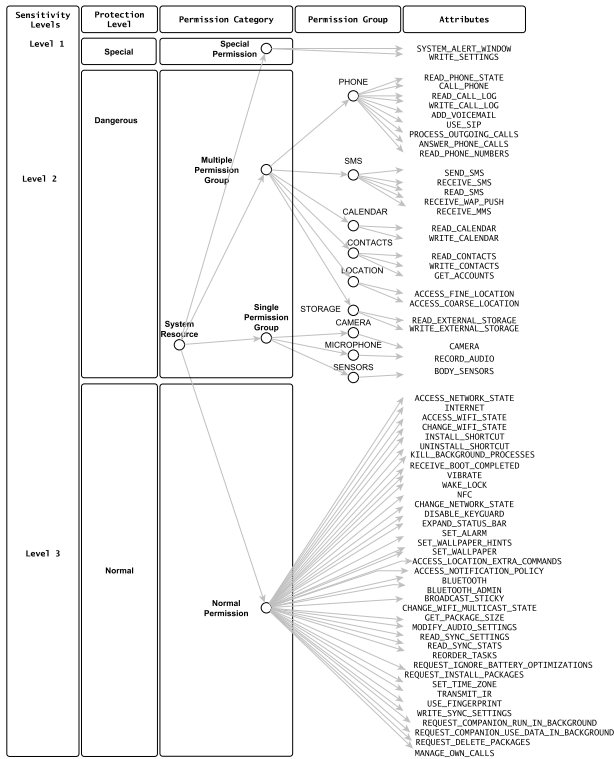 Sensitivity
Levels
Protection
Level
Permission Category
Permission Group
Attributes
Level 1
Special
Special
Permission
SYSTEM_ALERT_WINDOW
WRITE_SETTINGS
Level 2
Dangerous
Multiple
Permission
Group
PHONE
READ_PHONE_STATE
CALL_PHONE
READ_CALL_LOG
WRITE_CALL_LOG
ADD_VOICEMAIL
USE_SIP
PROCESS_OUTGOING_CALLS
ANSWER_PHONE_CALLS
READ_PHONE_NUMBERS
SMS
SEND_SMS
RECEIVE_SMS
READ_SMS
RECEIVE_WAP_PUSH
RECEIVE_MMS
CALENDAR
READ_CALENDAR
WRITE_CALENDAR
CONTACTS
READ_CONTACTS
WRITE_CONTACTS
GET_ACCOUNTS
LOCATION
ACCESS_FINE_LOCATION
ACCESS_COARSE_LOCATION
STORAGE
READ_EXTERNAL_STORAGE
WRITE_EXTERNAL_STORAGE
System
Resource
Single
Permission
Group
CAMERA
CAMERA
MICROPHONE
RECORD_AUDIO
SENSORS
BODY_SENSORS
Level 3
Normal
Normal
Permission
ACCESS_NETWORK_STATE
INTERNET
ACCESS_WIFI_STATE
CHANGE_WIFI_STATE
INSTALL_SHORTCUT
UNINSTALL_SHORTCUT
KILL_BACKGROUND_PROCESSES
RECEIVE_BOOT_COMPLETED
VIBRATE
WAKE_LOCK
NFC
CHANGE_NETWORK_STATE
DISABLE_KEYGUARD
EXPAND_STATUS_BAR
SET_ALARM
SET_WALLPAPER_HINTS
SET_WALLPAPER
ACCESS_LOCATION_EXTRA_COMMANDS
ACCESS_NOTIFICATION_POLICY
BLUETOOTH
BLUETOOTH_ADMIN
BROADCAST_STICKY
CHANGE_WIFI_MULTICAST_STATE
GET_PACKAGE_SIZE
MODIFY_AUDIO_SETTINGS
READ_SYNC_SETTINGS
READ_SYNC_STATS
REORDER_TASKS
REQUEST_IGNORE_BATTERY_OPTIMIZATIONS
REQUEST_INSTALL_PACKAGES
SET_TIME_ZONE
TRANSMIT_IR
USE_FINGERPRINT
WRITE_SYNC_SETTINGS
REQUEST_COMPANION_RUN_IN_BACKGROUND
REQUEST_COMPANION_USE_DATA_IN_BACKGROUND
REQUEST_DELETE_PACKAGES
MANAGE_OWN_CALLS